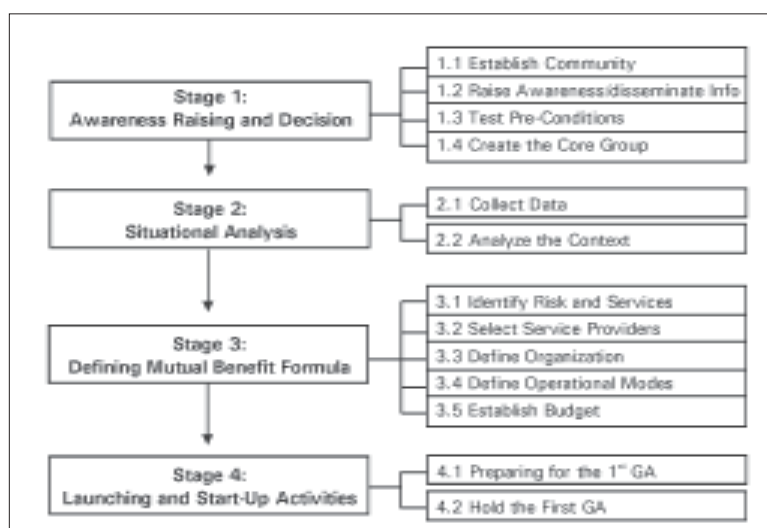 Stage 1:
Awareness Raising and Decision
1.1 Establish Community
1.2 Raise Awareness/disseminate Info
1.3 Test Pre-Conditions
1.4 Create the Core Group
Stage 2:
Situational Analysis
2.1 Collect Data
2.2 Analyze the Context
Stage 3:
Defining Mutual Benefit Formula
3.1 Identify Risk and Services
3.2 Select Service Providers
3.3 Define Organization
3.4 Define Operational Modes
3.5 Establish Budget
Stage 4:
Launching and Start-Up Activities
4.1 Preparing for the 1st GA
4.2 Hold the First GA